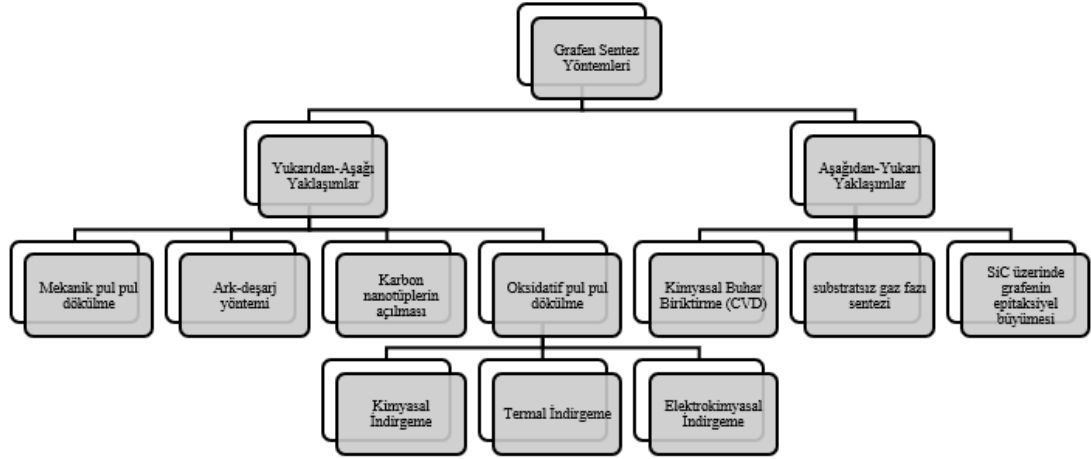 Grafen Sentez
Yöntemleri
Yukarıdan-Aşağı
Yaklaşımlar
Aşağıdan-Yukarı
Yaklaşımlar
Mekanik pul pul
dökülme
Ark-deşarj
yöntemi
Karbon
nanotüplerin
açılması
Oksidatif pul pul
dökülme
Kimyasal Buhar
Biriktirme (CVD)
substratsız gaz fazı
sentezi
SiC üzerinde
grafenin
epitaksiyel
büyümesi
Kimyasal
İndirgeme
Termal İndirgeme
Elektrokimyasal
İndirgeme